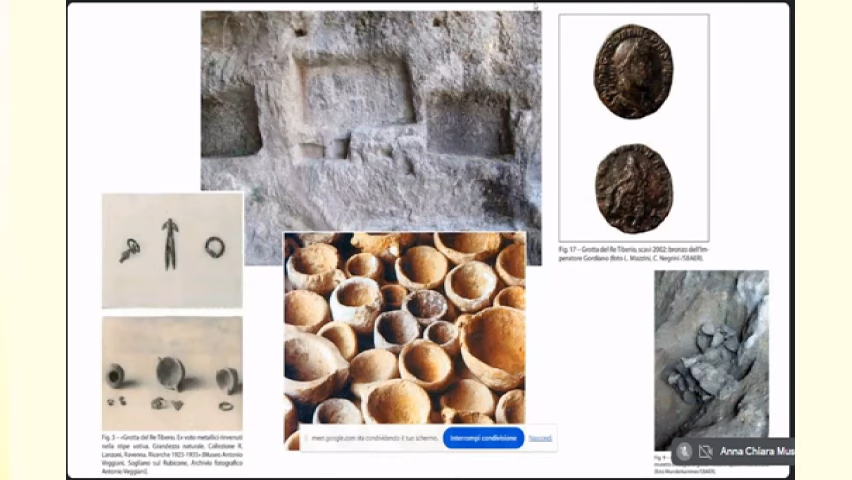 Fig. 17 - Grotta del Re Tiberio, scavi 2002: bronzo dell'Im-
peratore Gordiano (foto L. Mazzini, C. Negrini /SBAER).
Fig. 3 - «Grotta del Re Tiberio. Ex voto metallici rinvenuti
nella stipe votiva. Grandezza naturale. Collezione R.
Lanzoni, Ravenna. Ricerche 1923-1935» (Museo Antonio
Veggiani, Sogliano sul Rubicone, Archivio fotografico
Antonio Veggiani).
meet.google.com sta condividendo il tuo schermo.
Interrompi condivisione
Nascondi
Anna Chiara Mus